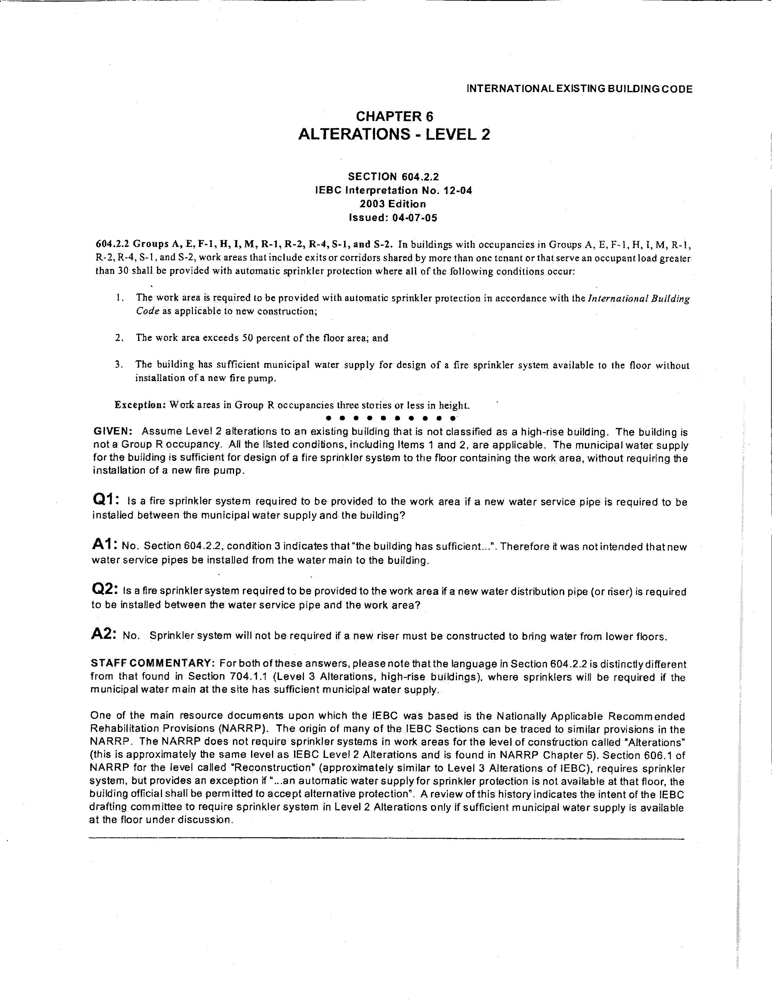 INTERNATIONAL EXISTING BUILDING CODE
CHAPTER 6
ALTERATIONS - LEVEL 2
SECTION 604.2.2
IEBC Interpretation No. 12-04
2003 Edition
Issued: 04-07-05
604.2.2 Groups A, E, F-1, H, I, M, R-1, R-2, R-4, S-1, and S-2. In buildings with occupancies in Groups A, E, F-1, H, I, M, R-1,
R-2, R-4, S-1, and S-2, work areas that include exits or corridors shared by more than one tenant or that serve an occupant load greater
than 30 shall be provided with automatic sprinkler protection where all of the following conditions occur:
1. The work area is required to be provided with automatic sprinkler protection in accordance with the International Building
Code as applicable to new construction;
2. The work area exceeds 50 percent of the floor area; and
3. The building has sufficient municipal water supply for design of a fire sprinkler system available to the floor without
installation of a new fire pump.
Exception: Work areas in Group R occupancies three stories or less in height.
• • • • • • • • • •
GIVEN: Assume Level 2 alterations to an existing building that is not classified as a high-rise building. The building is
not a Group R occupancy. All the listed conditions, including Items 1 and 2, are applicable. The municipal water supply
for the building is sufficient for design of a fire sprinkler system to the floor containing the work area, without requiring the
installation of a new fire pump.
Q1: Is a fire sprinkler system required to be provided to the work area if a new water service pipe is required to be
installed between the municipal water supply and the building?
A1: No. Section 604.2.2, condition 3 indicates that "the building has sufficient...". Therefore it was not intended that new
water service pipes be installed from the water main to the building.
Q2: Is a fire sprinkler system required to be provided to the work area if a new water distribution pipe (or riser) is required
to be installed between the water service pipe and the work area?
A2: No. Sprinkler system will not be required if a new riser must be constructed to bring water from lower floors.
STAFF COMMENTARY: For both of these answers, please note that the language in Section 604.2.2 is distinctly different
from that found in Section 704.1.1 (Level 3 Alterations, high-rise buildings), where sprinklers will be required if the
municipal water main at the site has sufficient municipal water supply.
One of the main resource documents upon which the IEBC was based is the Nationally Applicable Recommended
Rehabilitation Provisions (NARRP). The origin of many of the IEBC Sections can be traced to similar provisions in the
NARRP. The NARRP does not require sprinkler systems in work areas for the level of construction called "Alterations"
(this is approximately the same level as IEBC Level 2 Alterations and is found in NARRP Chapter 5). Section 606.1 of
NARRP for the level called "Reconstruction" (approximately similar to Level 3 Alterations of IEBC), requires sprinkler
system, but provides an exception if "...an automatic water supply for sprinkler protection is not available at that floor, the
building official shall be permitted to accept alternative protection". A review of this history indicates the intent of the IEBC
drafting committee to require sprinkler system in Level 2 Alterations only if sufficient municipal water supply is available
at the floor under discussion.